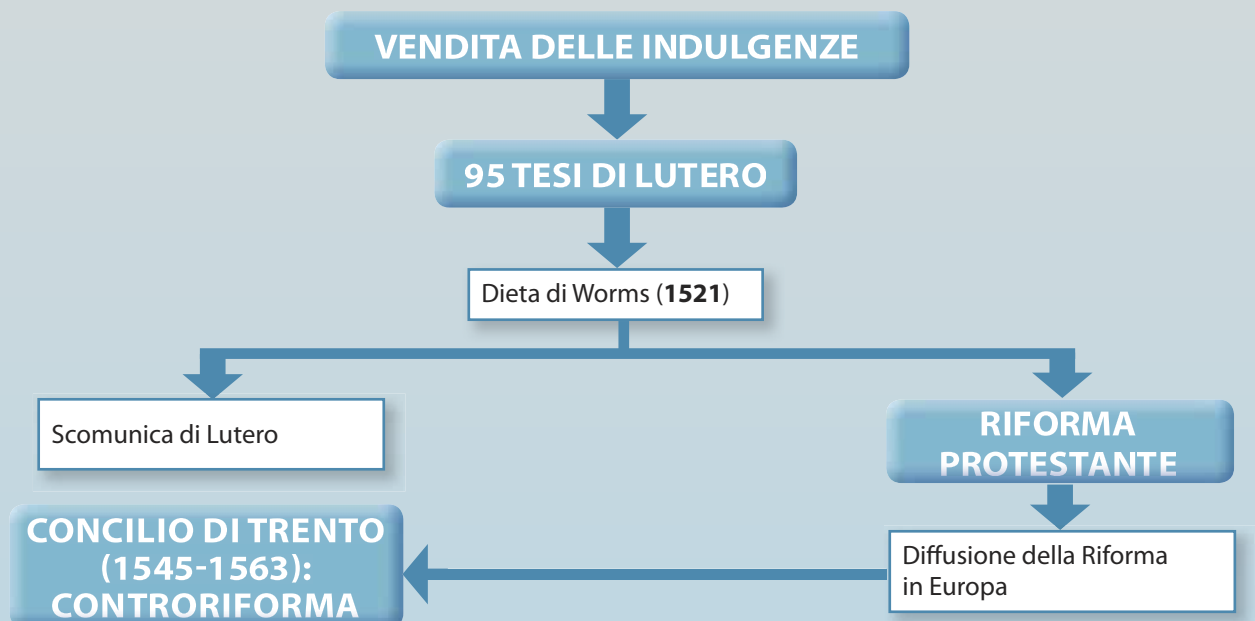 VENDITA DELLE INDULGENZE
95 TESI DI LUTERO
Dieta di Worms (1521)
Scomunica di Lutero
RIFORMA
PROTESTANTE
Diffusione della Riforma
in Europa
CONCILIO DI TRENTO
(1545-1563):
CONTRORIFORMA